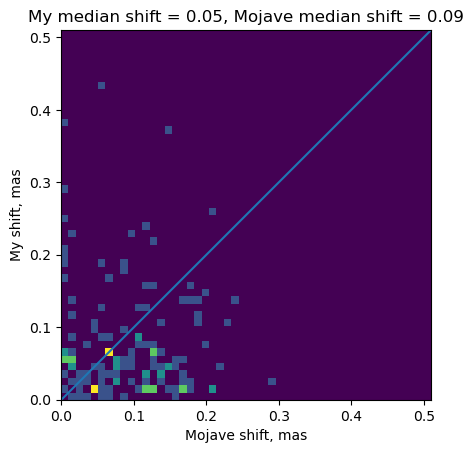 My median shift = 0.05, Mojave median shift = 0.09
0.5
0.4
0.3
0.2
0.1
0.0
My shift, mas
0.0 0.1 0.2 0.3 0.4 0.5
Mojave shift, mas